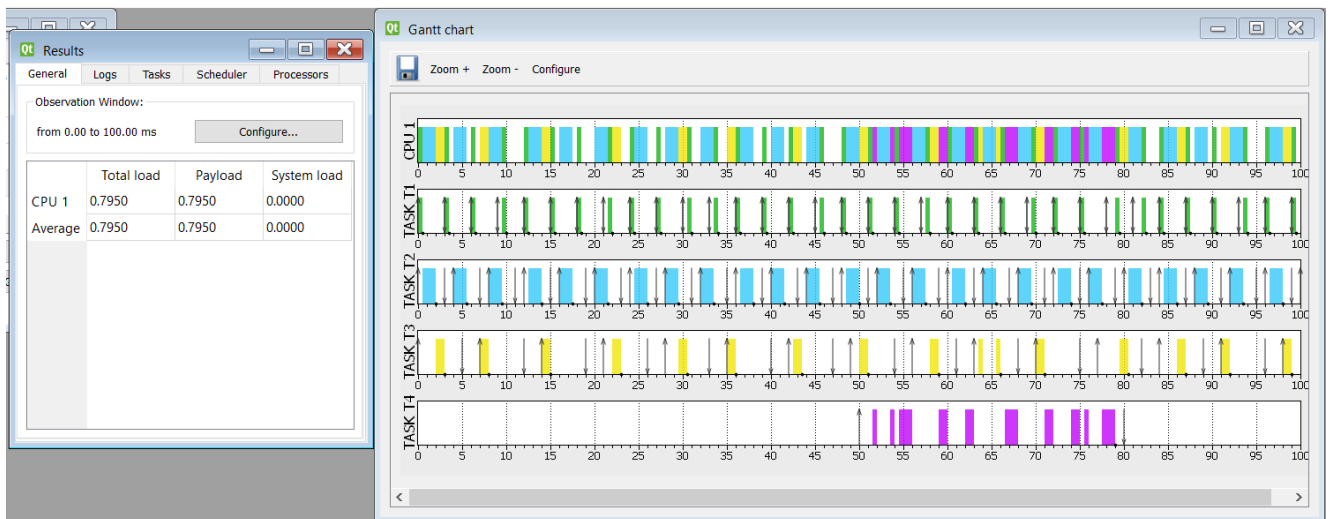 Results
General Logs Tasks Scheduler Processors
Observation Window:
from 0.00 to 100.00 ms Configure...
Total load Payload System load
CPU 1 0.7950 0.7950 0.0000
Average 0.7950 0.7950 0.0000
Gantt chart
Zoom + Zoom - Configure
CPU 1
0 5 10 15 20 25 30 35 40 45 50 55 60 65 70 75 80 85 90 95 100
TASK T1
0 5 10 15 20 25 30 35 40 45 50 55 60 65 70 75 80 85 90 95 100
TASK T2
0 5 10 15 20 25 30 35 40 45 50 55 60 65 70 75 80 85 90 95 100
TASK T3
0 5 10 15 20 25 30 35 40 45 50 55 60 65 70 75 80 85 90 95 100
TASK T4
0 5 10 15 20 25 30 35 40 45 50 55 60 65 70 75 80 85 90 95 100